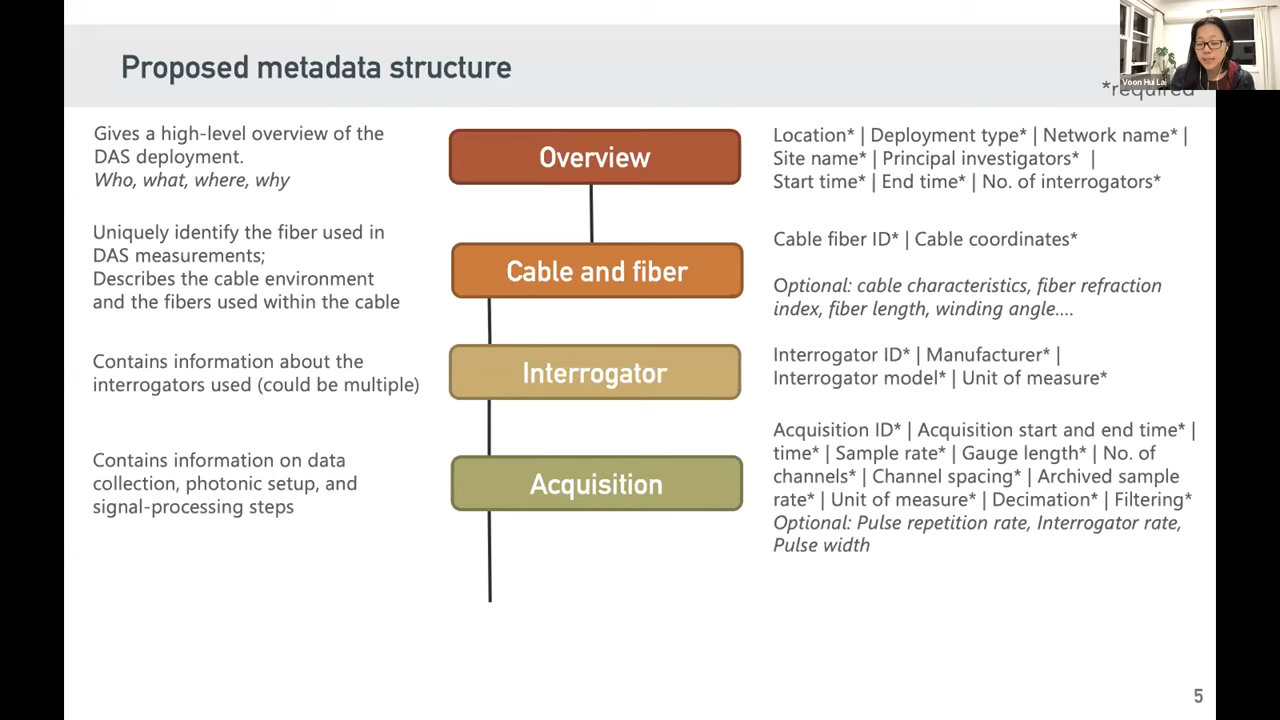 Proposed metadata structure
Voon Hui Lai
*required
Gives a high-level overview of the
DAS deployment.
Who, what, where, why
Overview
Location* | Deployment type* | Network name* |
Site name* | Principal investigators* |
Start time* | End time* | No. of interrogators*
Uniquely identify the fiber used in
DAS measurements;
Describes the cable environment
and the fibers used within the cable
Cable and fiber
Cable fiber ID* | Cable coordinates*
Optional: cable characteristics, fiber refraction
index, fiber length, winding angle....
Contains information about the
interrogators used (could be multiple)
Interrogator
Interrogator ID* | Manufacturer* |
Interrogator model* | Unit of measure*
Contains information on data
collection, photonic setup, and
signal-processing steps
Acquisition
Acquisition ID* | Acquisition start and end time* |
time* | Sample rate* | Gauge length* | No. of
channels* | Channel spacing* | Archived sample
rate* | Unit of measure* | Decimation* | Filtering*
Optional: Pulse repetition rate, Interrogator rate,
Pulse width
5